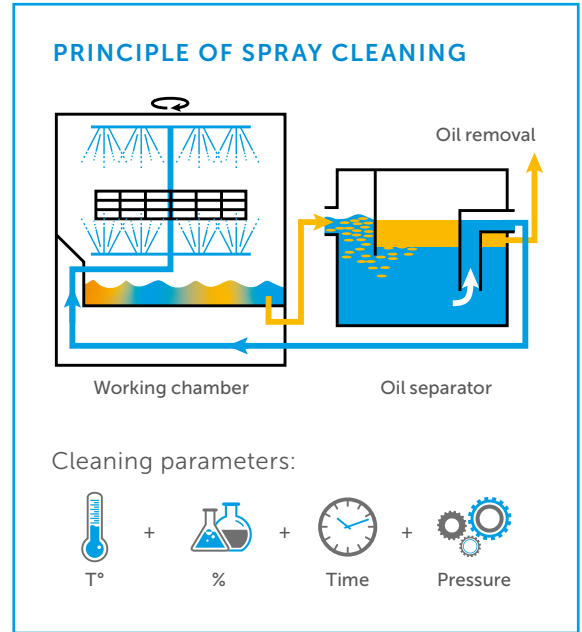 PRINCIPLE OF SPRAY CLEANING
Oil removal
Working chamber
Oil separator
Cleaning parameters:
+ + +
T° % Time Pressure